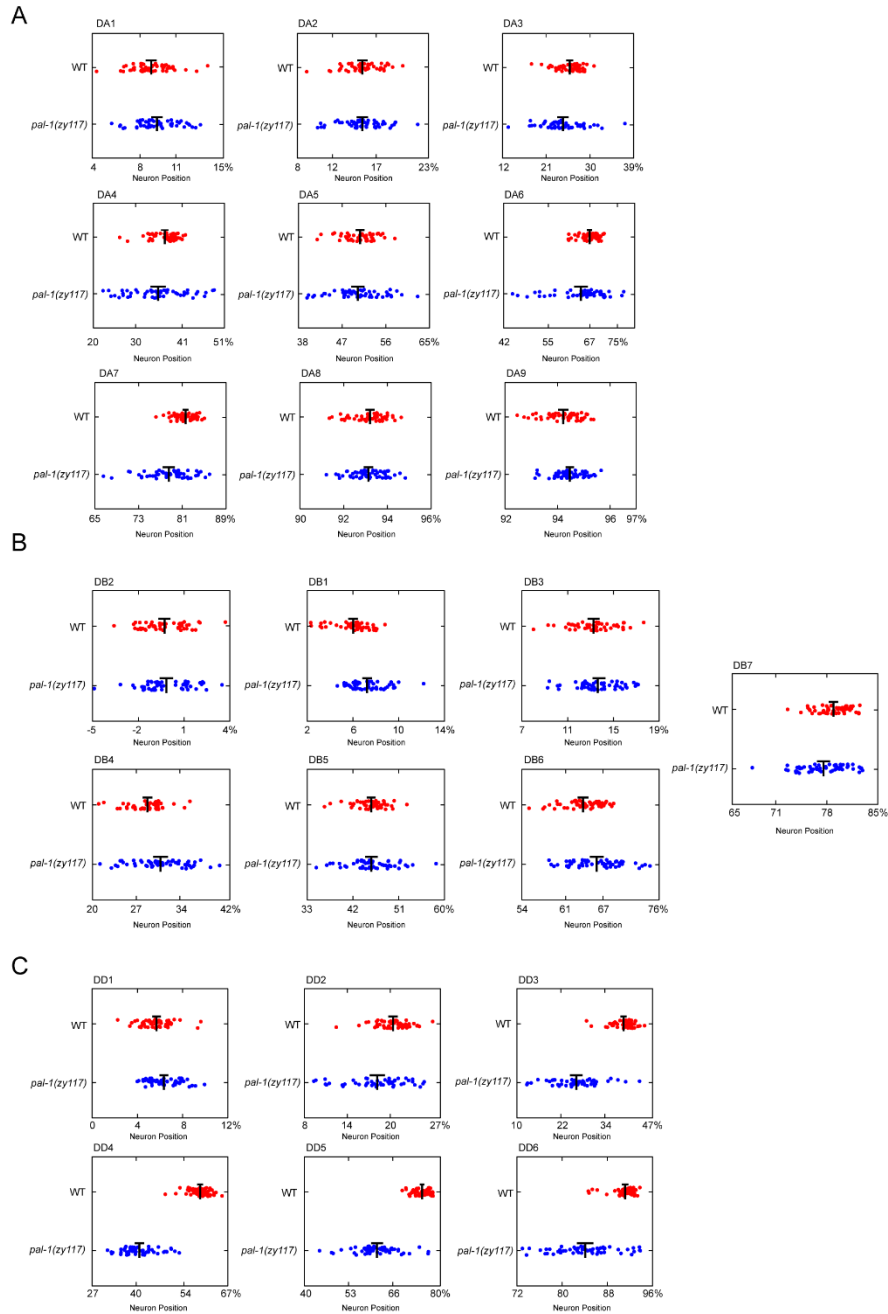 A
DA1
DA2
DA3
WT
WT
WT
pal-1(zy117)
pal-1(zy117)
pal-1(zy117)
4 8 11 15%
8 12 17 23%
12 21 30 39%
Neuron Position
Neuron Position
Neuron Position
DA4
DA5
DA6
WT
WT
WT
pal-1(zy117)
pal-1(zy117)
pal-1(zy117)
20 30 41 51%
38 47 56 65%
42 55 67 75%
Neuron Position
Neuron Position
Neuron Position
DA7
DA8
DA9
WT
WT
WT
pal-1(zy117)
pal-1(zy117)
pal-1(zy117)
65 73 81 89%
90 92 94 96%
92 94 96 97%
Neuron Position
Neuron Position
Neuron Position
B
DB2
DB1
DB3
WT
WT
WT
pal-1(zy117)
pal-1(zy117)
pal-1(zy117)
-5 -2 1 4%
2 6 10 14%
7 11 15 19%
Neuron Position
Neuron Position
Neuron Position
DB7
WT
pal-1(zy117)
65 71 78 85%
Neuron Position
DB4
DB5
DB6
WT
WT
WT
pal-1(zy117)
pal-1(zy117)
pal-1(zy117)
20 27 34 42%
33 42 51 60%
54 61 67 76%
Neuron Position
Neuron Position
Neuron Position
C
DD1
DD2
DD3
WT
WT
WT
pal-1(zy117)
pal-1(zy117)
pal-1(zy117)
0 4 8 12%
8 14 20 27%
10 22 34 47%
Neuron Position
Neuron Position
Neuron Position
DD4
DD5
DD6
WT
WT
WT
pal-1(zy117)
pal-1(zy117)
pal-1(zy117)
27 40 54 67%
40 53 66 80%
72 80 88 96%
Neuron Position
Neuron Position
Neuron Position